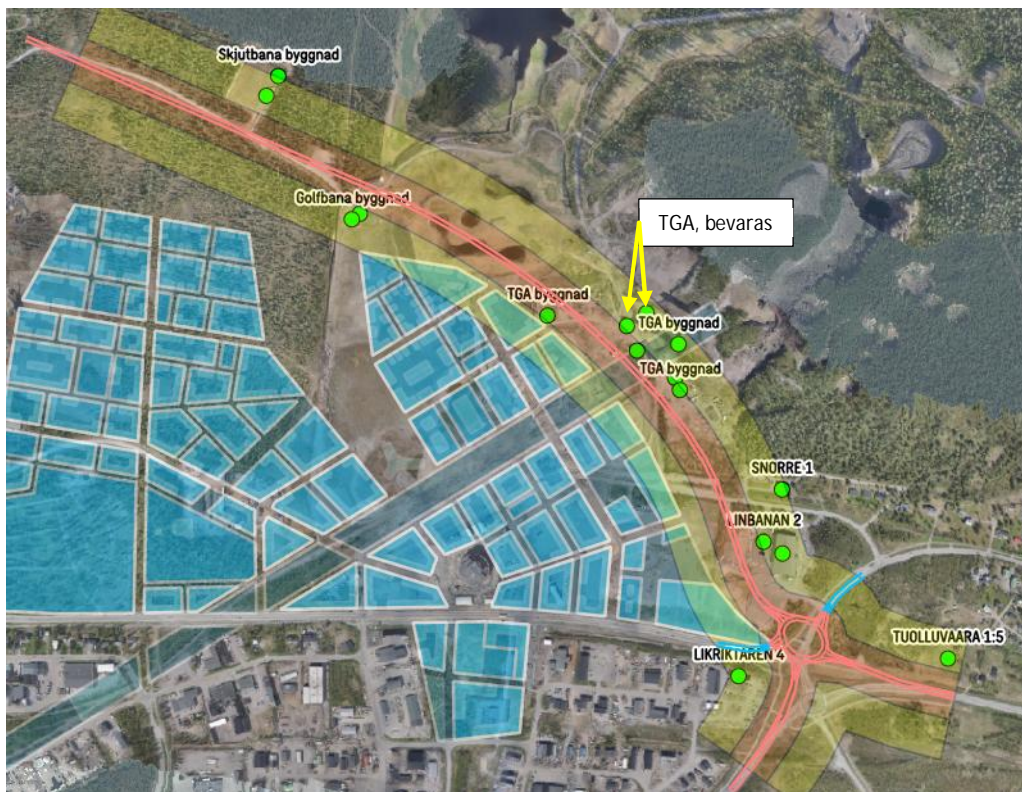 Skjutbana byggnad
Golfbana byggnad
TGA, bevaras
TGA byggnad
TGA byggnad
TGA byggnad
SNORRE 1
LINBANAN 2
TUOLLUVAARA 1:5
LIKRIKTAREN 4